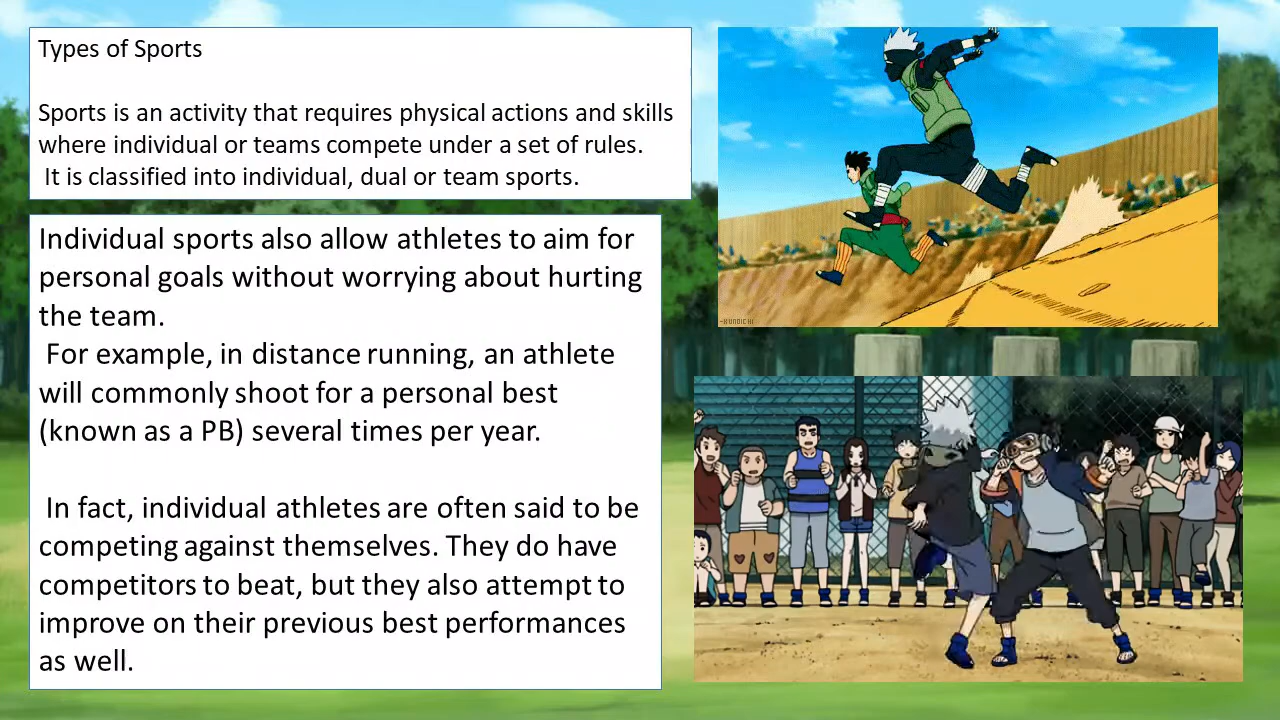 Types of Sports
Sports is an activity that requires physical actions and skills
where individual or teams compete under a set of rules.
It is classified into individual, dual or team sports.
Individual sports also allow athletes to aim for
personal goals without worrying about hurting
the team.
For example, in distance running, an athlete
will commonly shoot for a personal best
(known as a PB) several times per year.
In fact, individual athletes are often said to be
competing against themselves. They do have
competitors to beat, but they also attempt to
improve on their previous best performances
as well.
-KUNOICHI